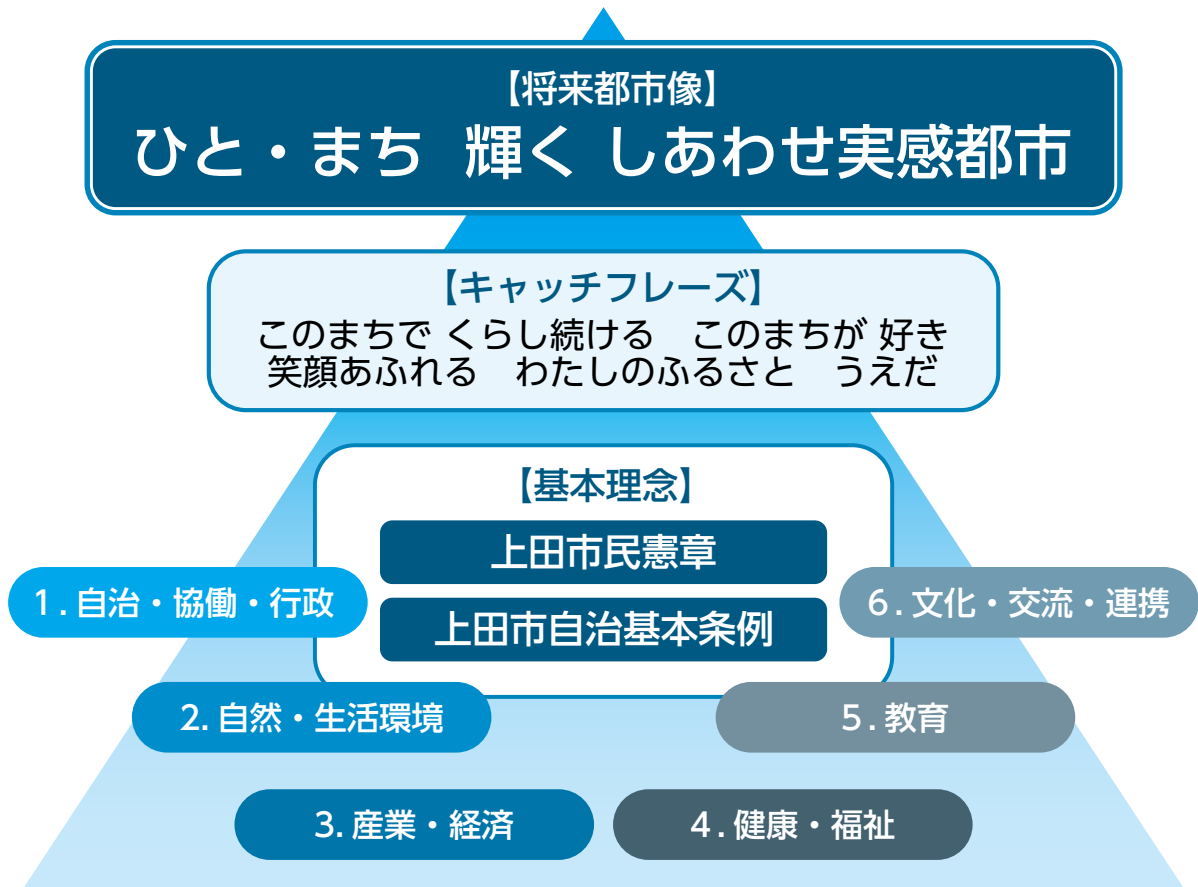 【将来都市像】
ひと・まち 輝く しあわせ実感都市
【キャッチフレーズ】
このまちで くらし続ける このまちが 好き
笑顔あふれる わたしのふるさと うえだ
【基本理念】
上田市民憲章
上田市自治基本条例
1.自治・協働・行政
2.自然・生活環境
3.産業・経済
4.健康・福祉
5.教育
6.文化・交流・連携